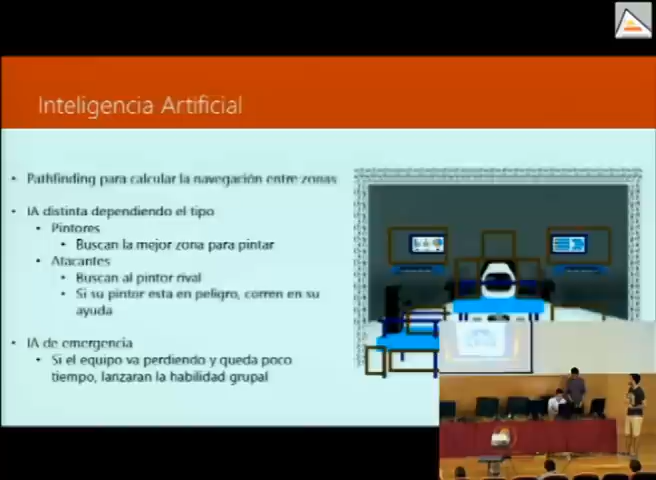 Inteligencia Artificial
Pathfinding para calcular la navegación entre zonas
IA distinta dependiendo el tipo
Pintores
Buscan la mejor zona para pintar
Atacantes
Buscan al pintor rival
Si su pintor esta en peligro, corren en su
ayuda
IA de emergencia
Si el equipo va perdiendo y queda poco
tiempo, lanzaran la habilidad grupal